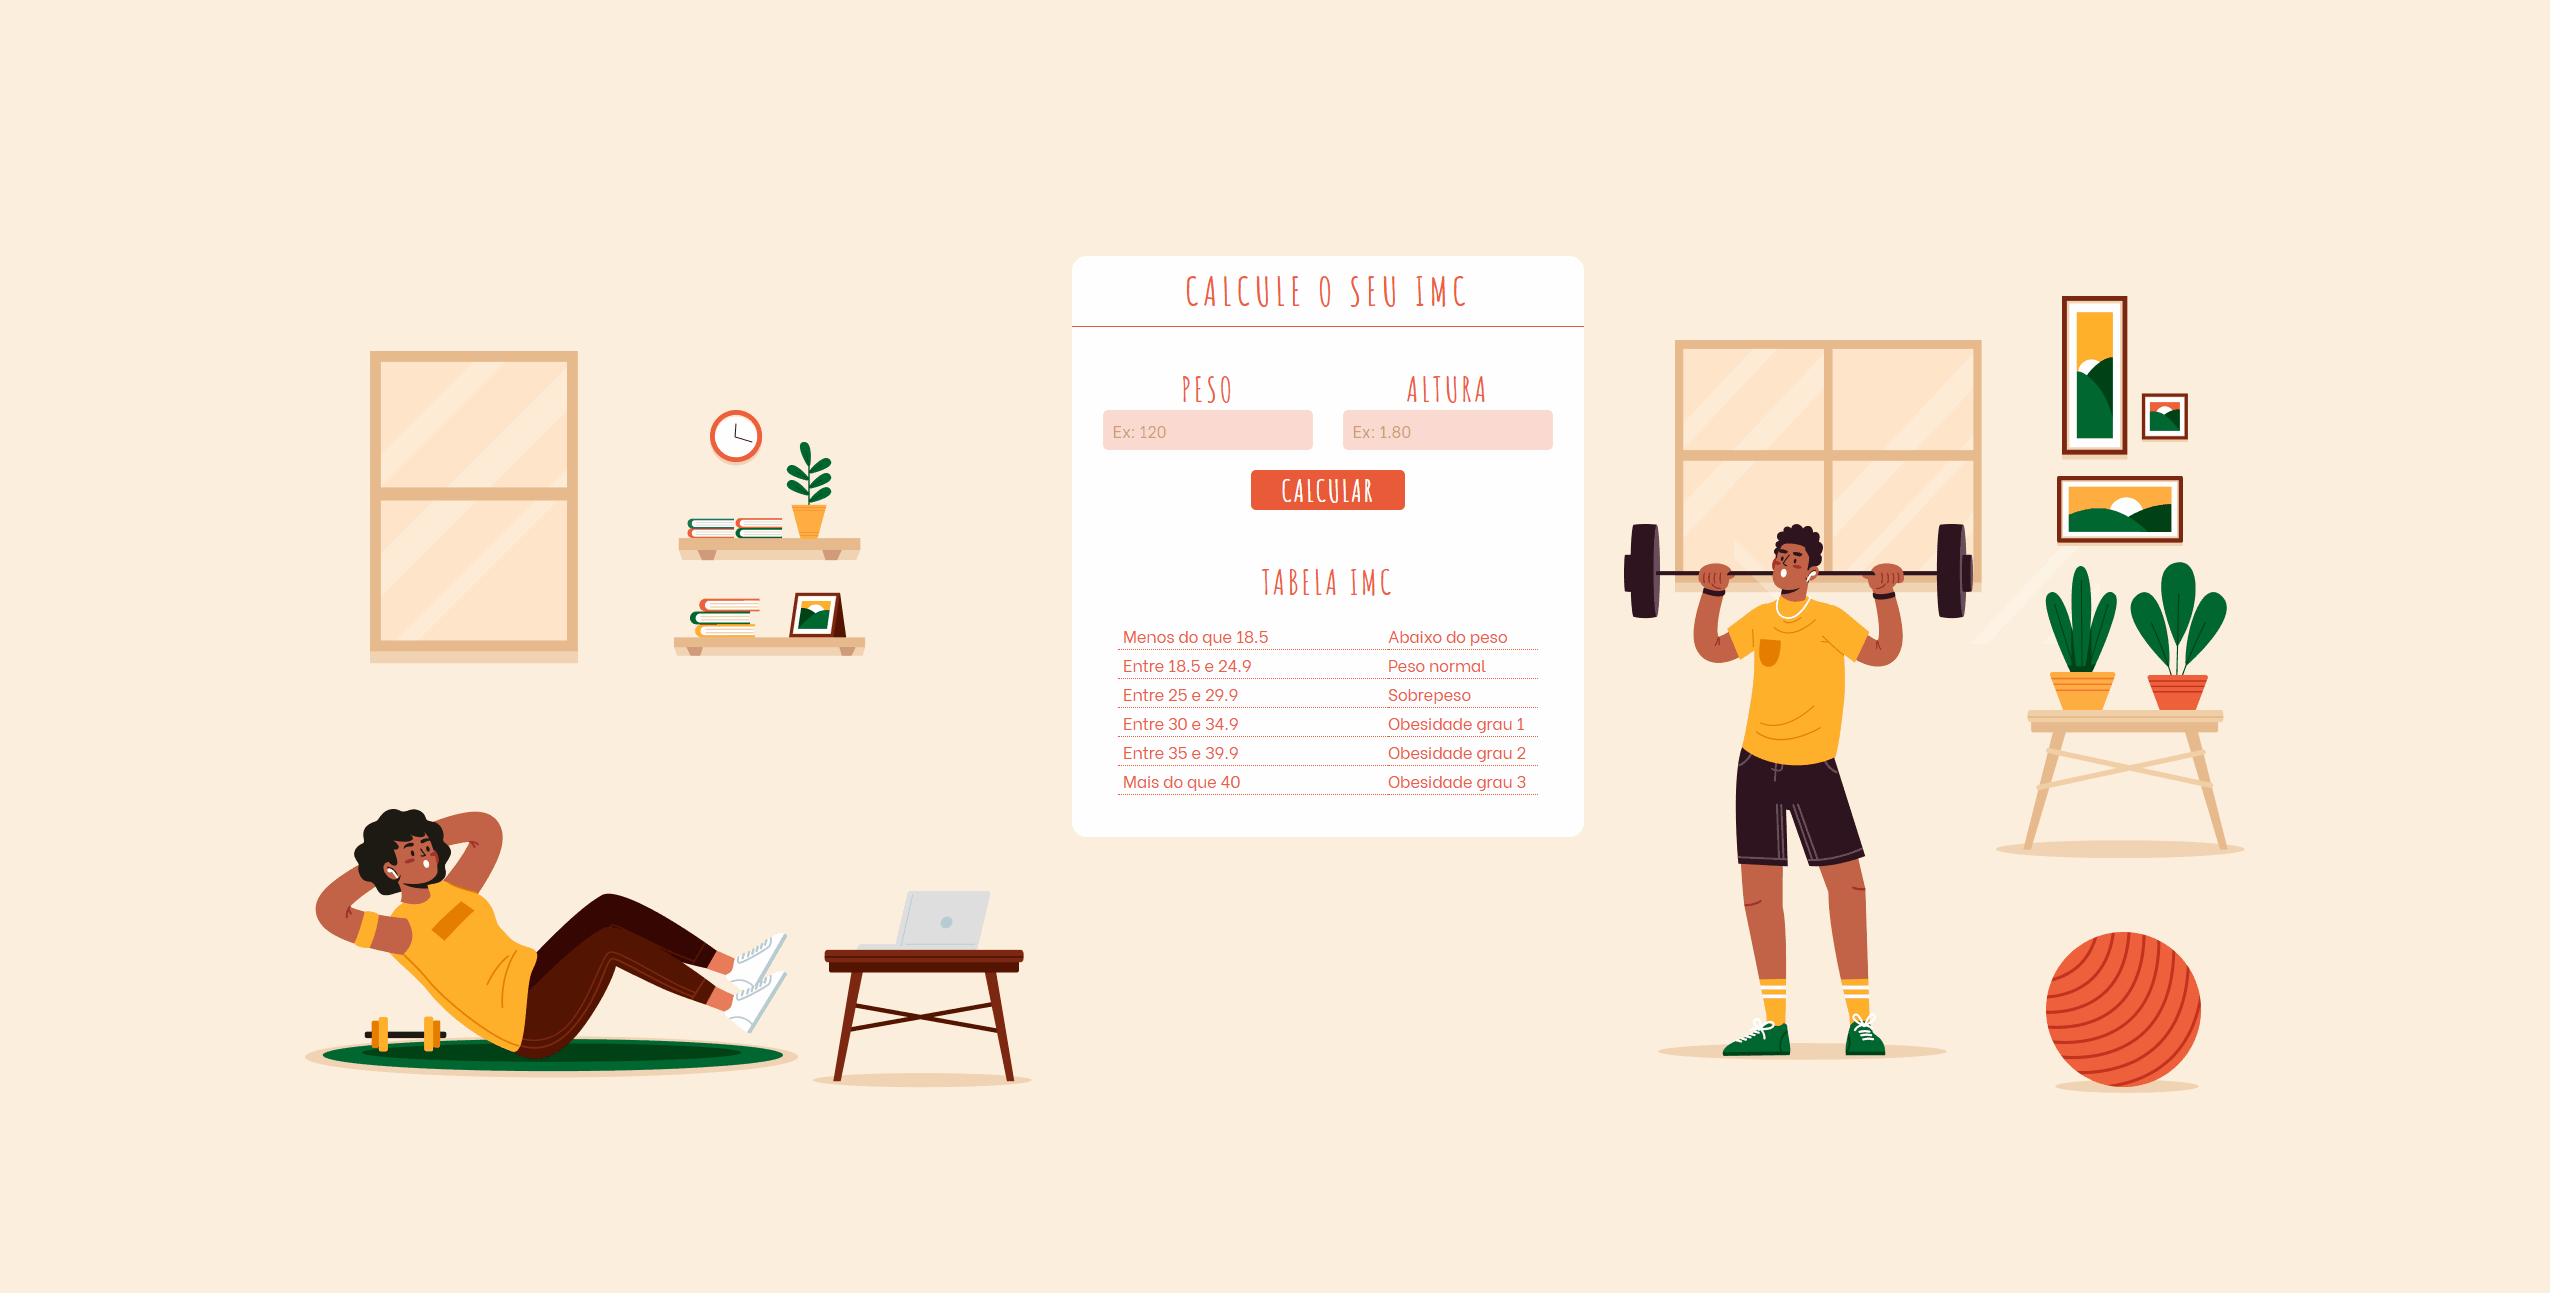 CALCULE O SEU IMC
PESO ALTURA
Ex: 120 Ex: 1.80
CALCULAR
TABELA IMC
Menos do que 18.5 Abaixo do peso
Entre 18.5 e 24.9 Peso normal
Entre 25 e 29.9 Sobrepeso
Entre 30 e 34.9 Obesidade grau 1
Entre 35 e 39.9 Obesidade grau 2
Mais do que 40 Obesidade grau 3